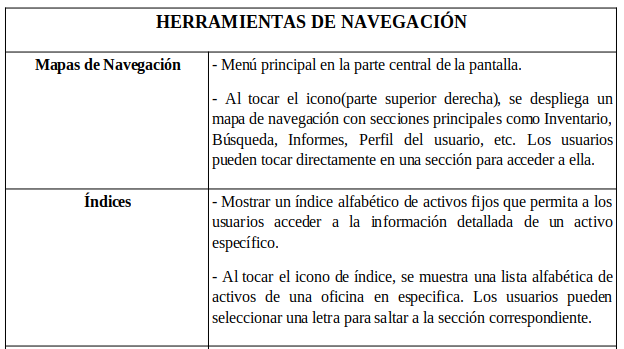 HERRAMIENTAS DE NAVEGACIÓN
Mapas de Navegación
- Menú principal en la parte central de la pantalla.
- Al tocar el icono(parte superior derecha), se despliega un
mapa de navegación con secciones principales como Inventario,
Búsqueda, Informes, Perfil del usuario, etc. Los usuarios
pueden tocar directamente en una sección para acceder a ella.
Índices
- Mostrar un índice alfabético de activos fijos que permita a los
usuarios acceder a la información detallada de un activo
específico.
- Al tocar el icono de índice, se muestra una lista alfabética de
activos de una oficina en especifica. Los usuarios pueden
seleccionar una letra para saltar a la sección correspondiente.